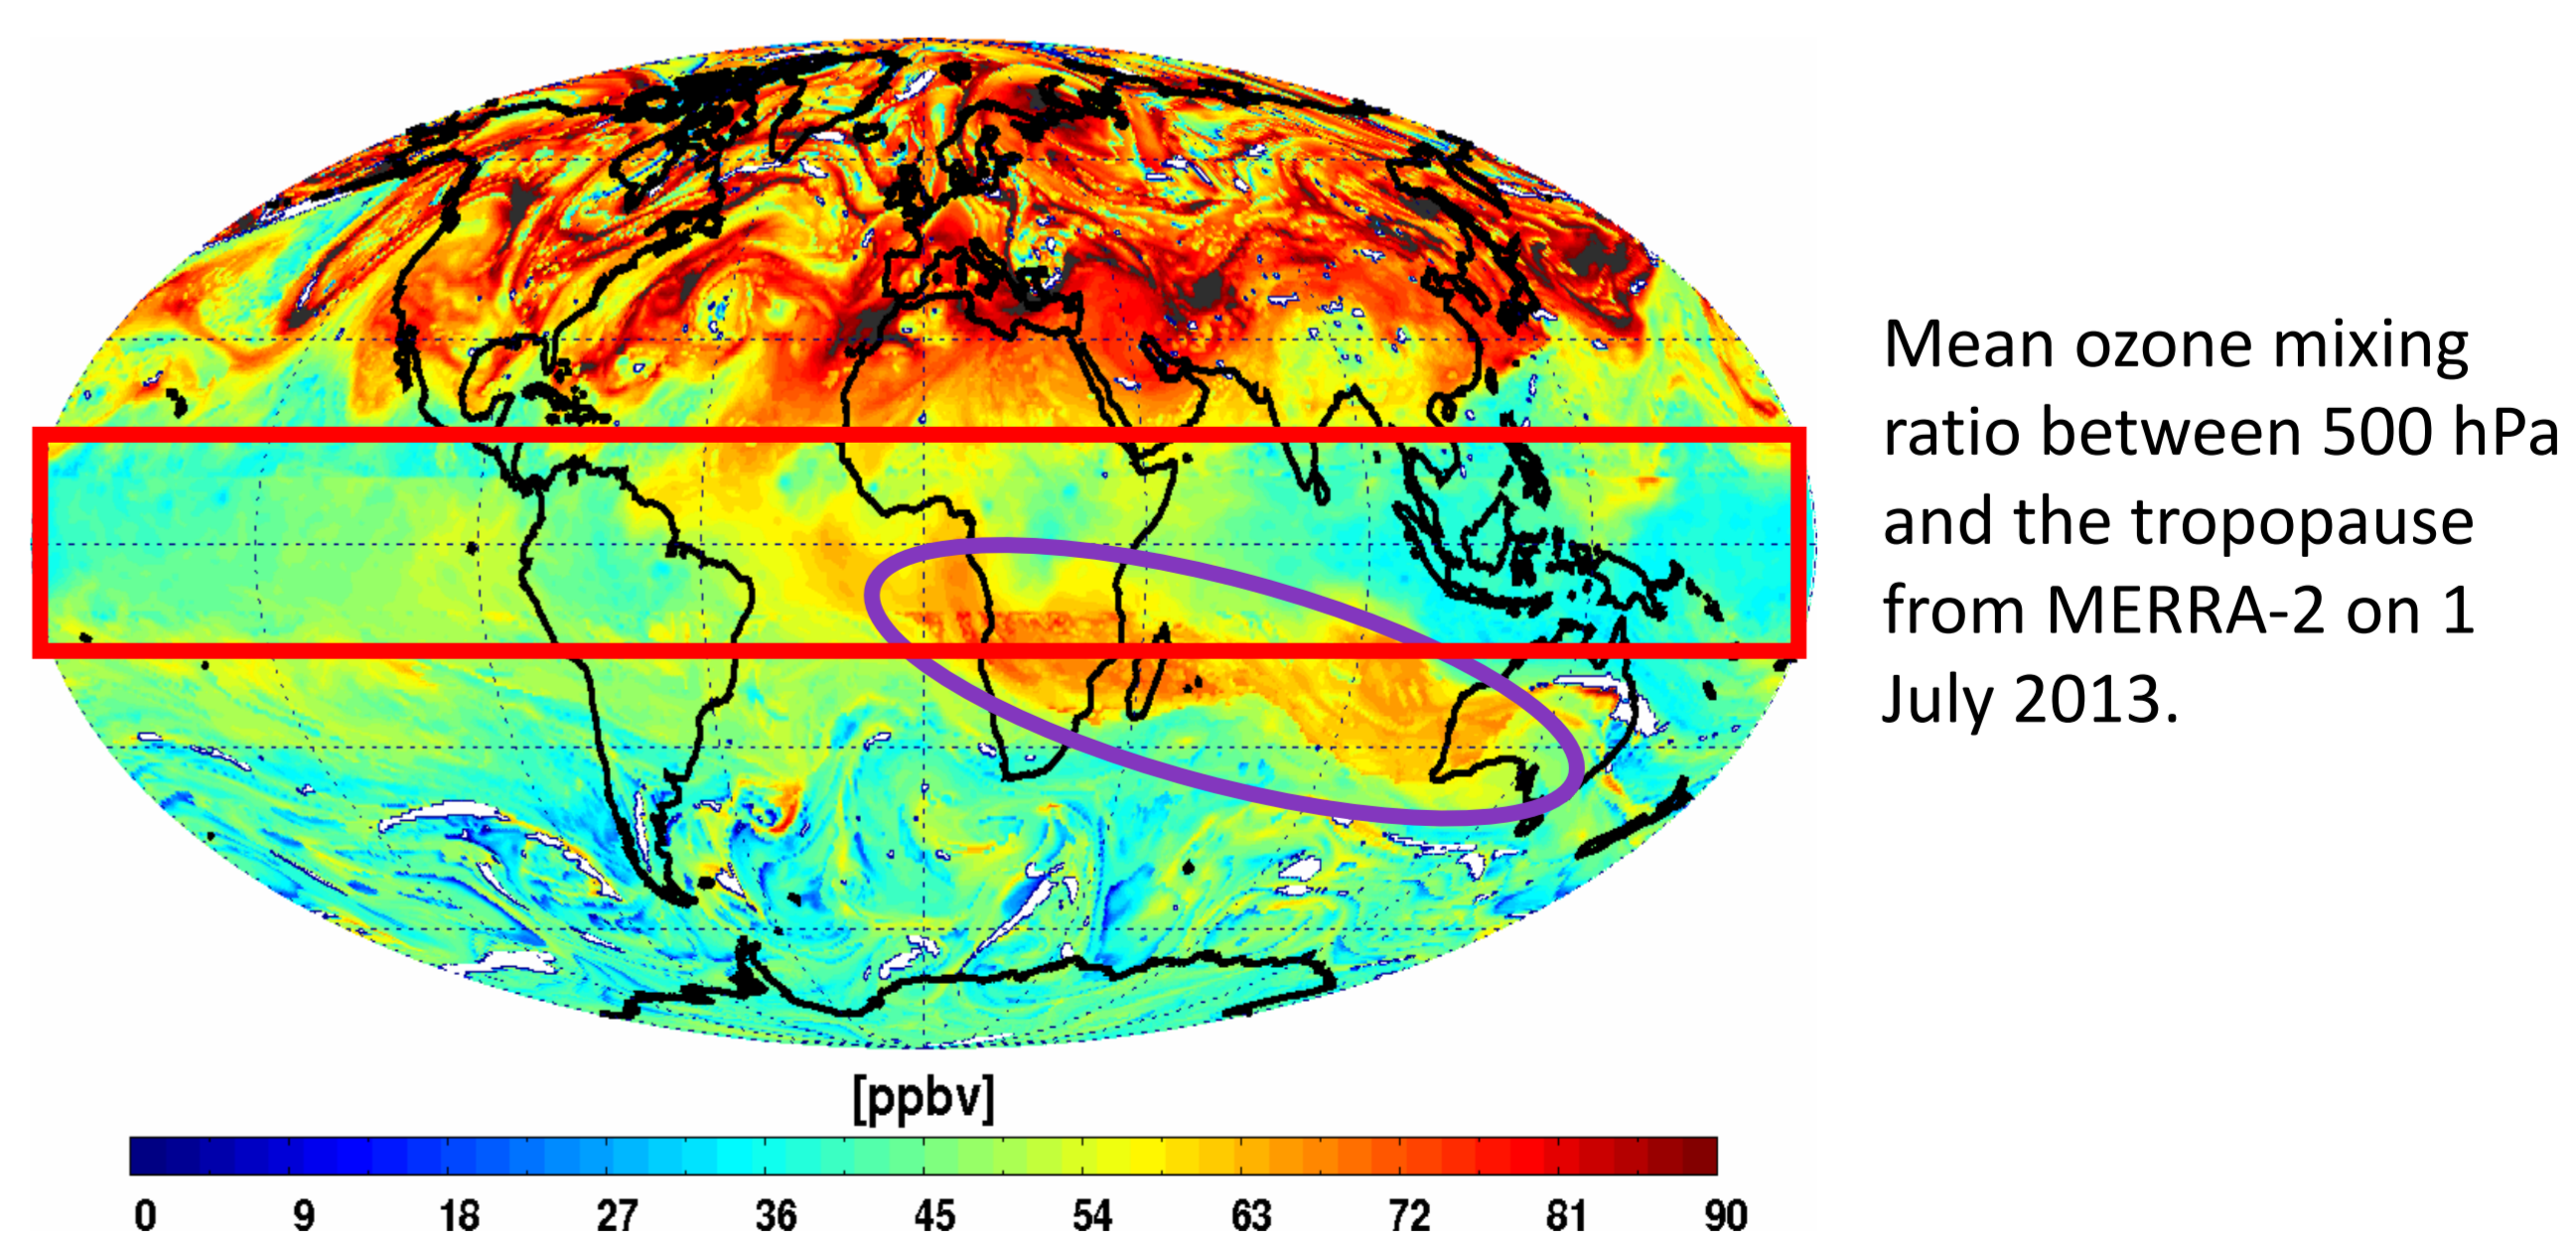 Mean ozone mixing
ratio between 500 hPa
and the tropopause
from MERRA-2 on 1
July 2013.
[ppbv]
0 9 18 27 36 45 54 63 72 81 90